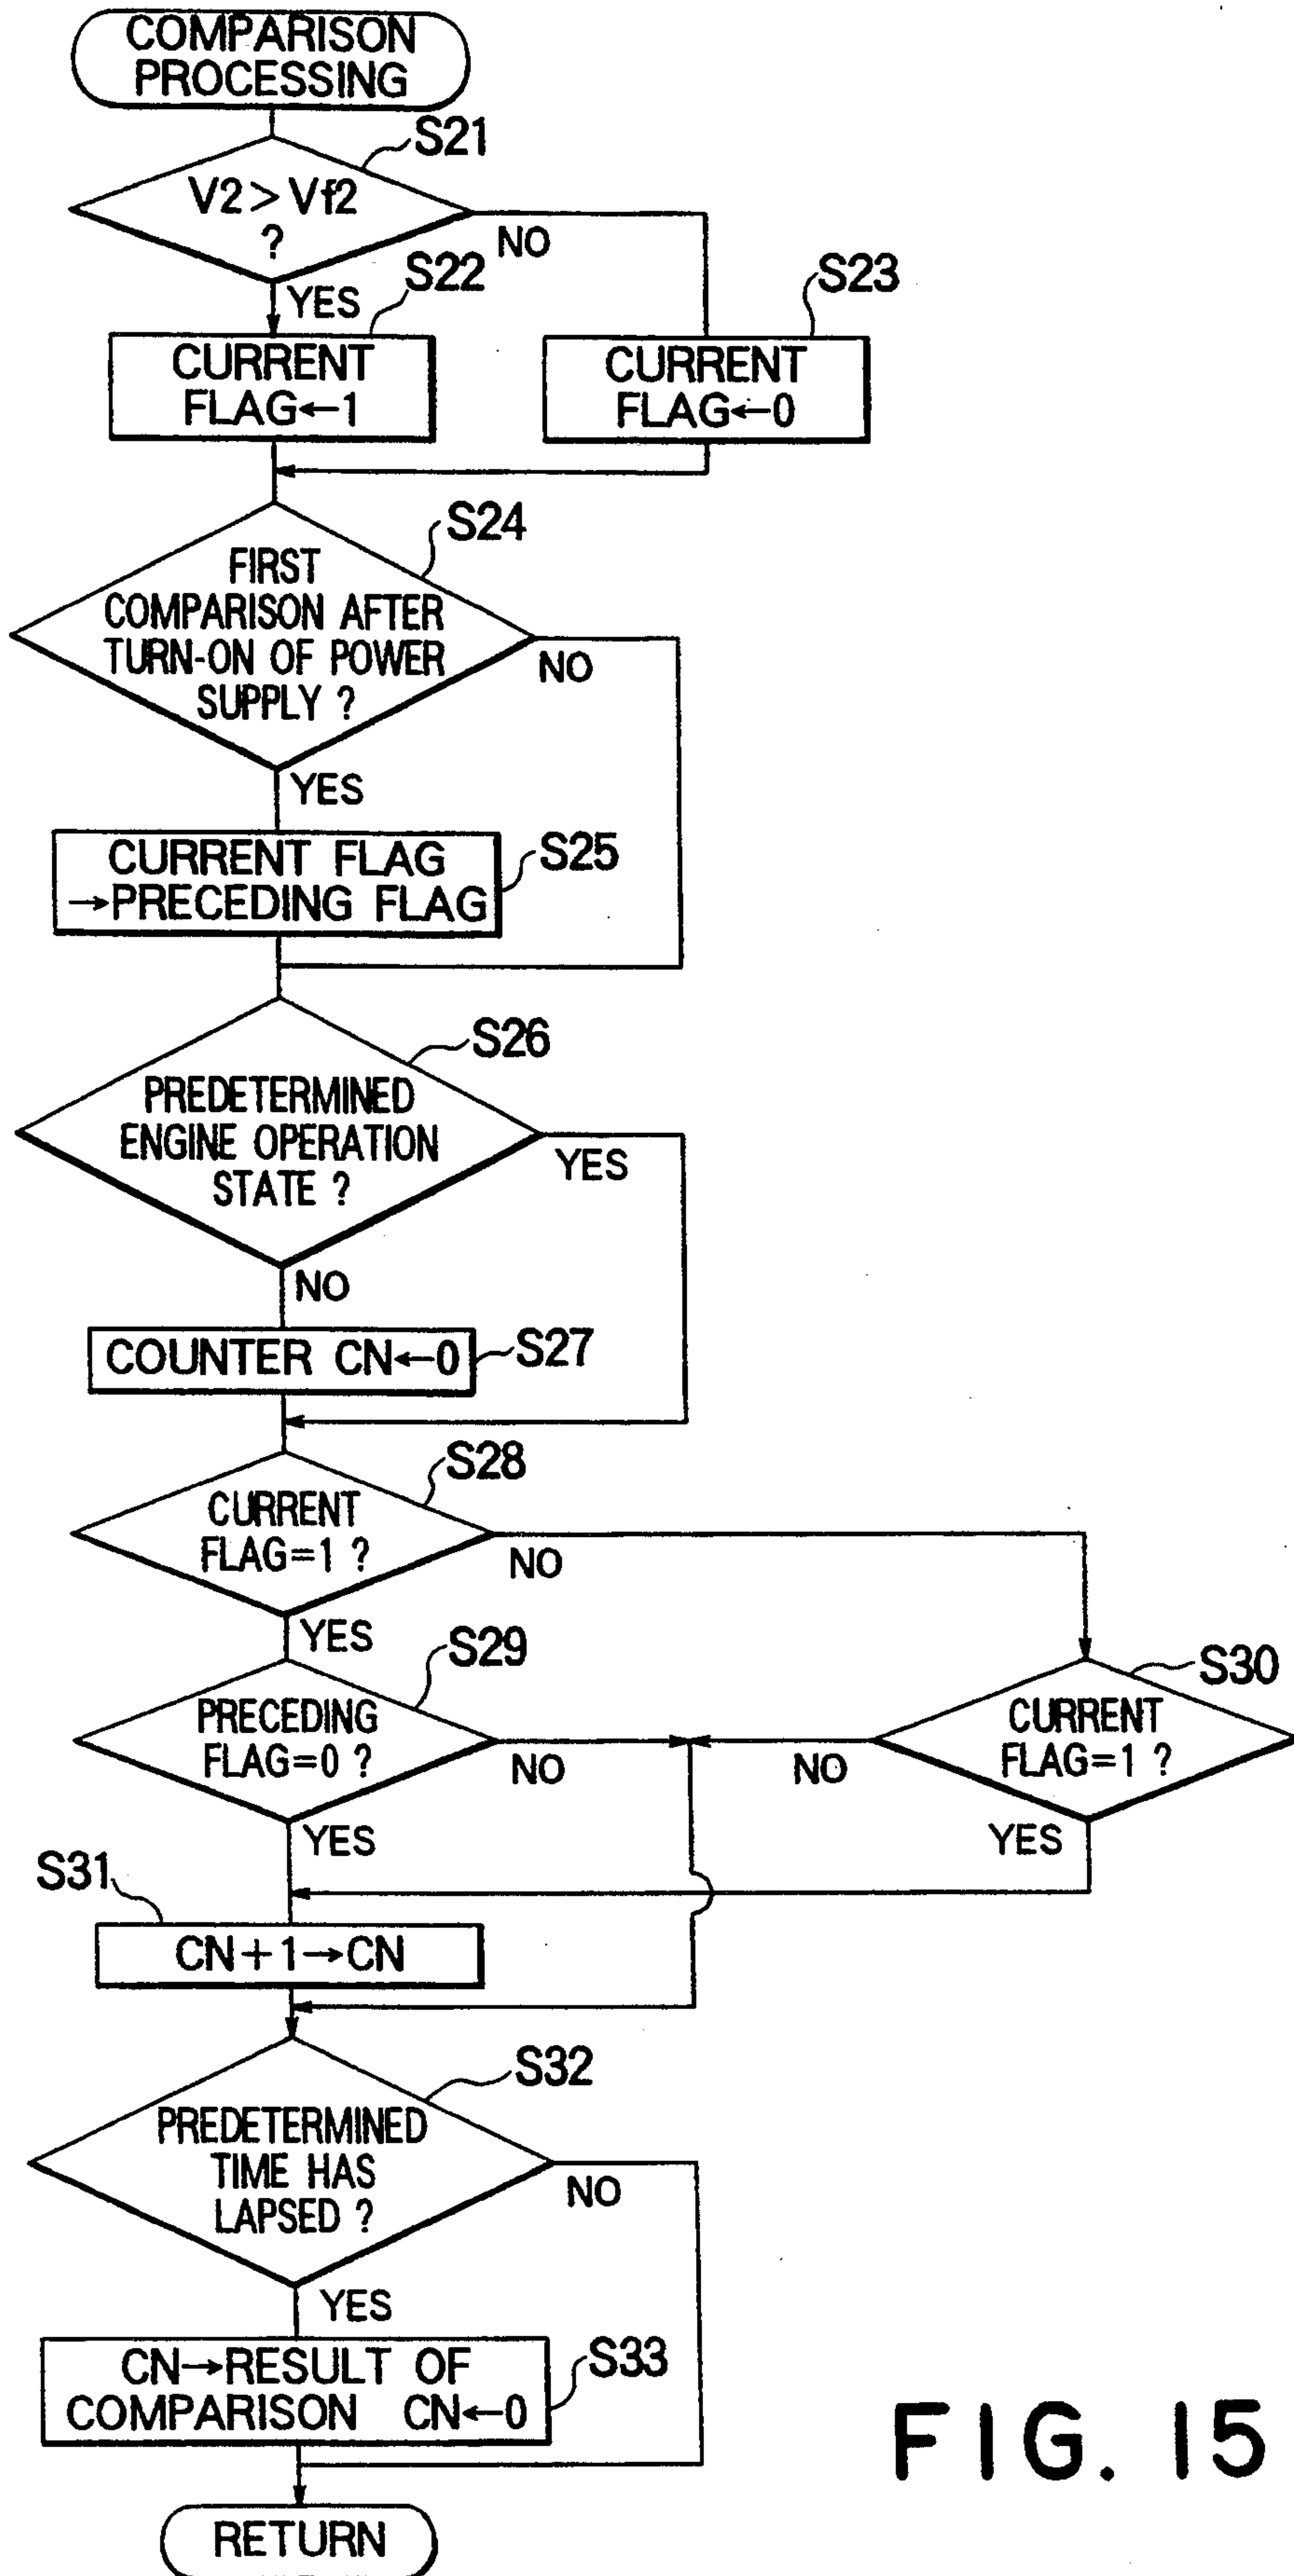 COMPARISON
PROCESSING
S21
V2 > Vf2
?
NO
YES
S22
S23
CURRENT
FLAG←1
CURRENT
FLAG←0
S24
FIRST
COMPARISON AFTER
TURN-ON OF POWER
SUPPLY ?
NO
YES
S25
CURRENT FLAG
→PRECEDING FLAG
S26
PREDETERMINED
ENGINE OPERATION
STATE ?
YES
NO
COUNTER CN←0
S27
S28
CURRENT
FLAG=1 ?
NO
YES
S29
PRECEDING
FLAG=0 ?
NO
YES
S30
CURRENT
FLAG=1 ?
NO
YES
S31
CN+1→CN
S32
PREDETERMINED
TIME HAS
LAPSED ?
NO
YES
S33
CN→RESULT OF
COMPARISON CN←0
RETURN
FIG. 15